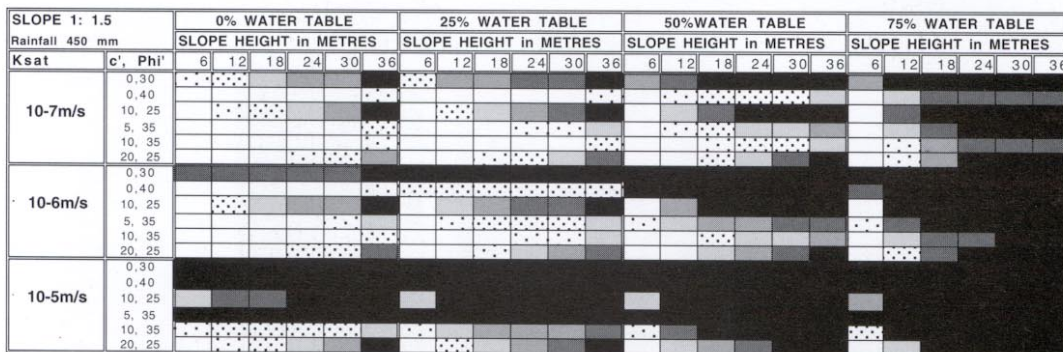 SLOPE 1: 1.5 0% WATER TABLE 25% WATER TABLE 50%WATER TABLE 75% WATER TABLE
Rainfall 450 mm SLOPE HEIGHT in METRES SLOPE HEIGHT in METRES SLOPE HEIGHT in METRES SLOPE HEIGHT in METRES
Ksat c', Phi' 6 12 18 24 30 36 6 12 18 24 30 36 6 12 18 24 30 36 6 12 18 24 30 36
0,30
0,40
10-7m/s 10, 25
5, 35
10, 35
20, 25
0,30
0,40
10-6m/s 10, 25
5, 35
10, 35
20, 25
0,30
0,40
10-5m/s 10, 25
5, 35
10, 35
20, 25